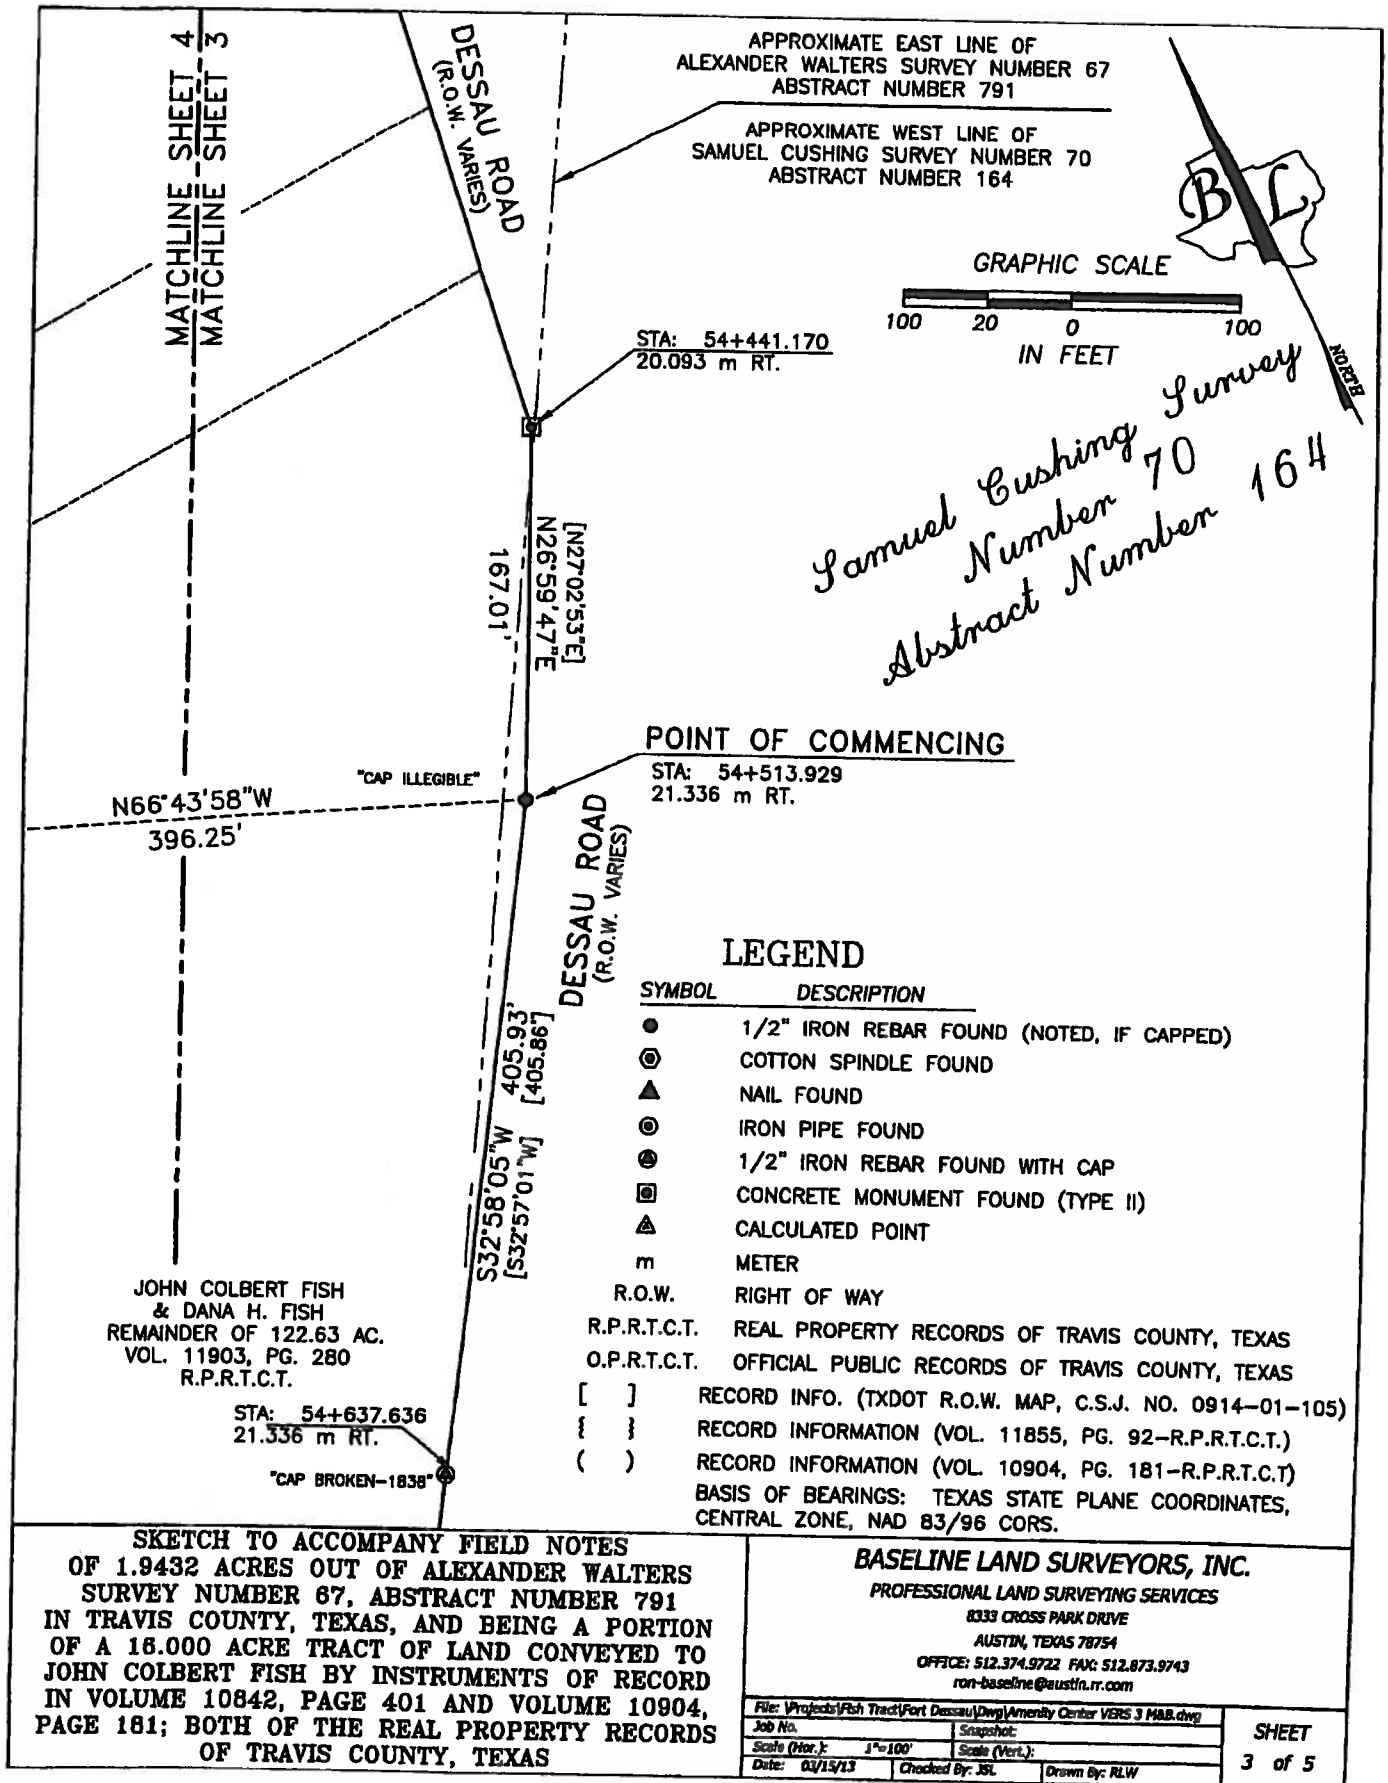 MATCHLINE SHEET 4
MATCHLINE SHEET 3
DESSAU ROAD
(R.O.W. VARIES)
APPROXIMATE EAST LINE OF
ALEXANDER WALTERS SURVEY NUMBER 67
ABSTRACT NUMBER 791
APPROXIMATE WEST LINE OF
SAMUEL CUSHING SURVEY NUMBER 70
ABSTRACT NUMBER 164
B L
NORTH
GRAPHIC SCALE
100 20 0 100
IN FEET
STA: 54+441.170
20.093 m RT.
Samuel Cushing Survey
Number 70
Abstract Number 164
[N27°02'53"E]
N26°59'47"E
167.01'
POINT OF COMMENCING
STA: 54+513.929
21.336 m RT.
"CAP ILLEGIBLE"
N66°43'58"W
396.25'
DESSAU ROAD
(R.O.W. VARIES)
S32°58'05"W 405.93'
[S32°57'01"W] [405.86']
LEGEND
SYMBOL DESCRIPTION
1/2" IRON REBAR FOUND (NOTED, IF CAPPED)
COTTON SPINDLE FOUND
NAIL FOUND
IRON PIPE FOUND
1/2" IRON REBAR FOUND WITH CAP
CONCRETE MONUMENT FOUND (TYPE II)
CALCULATED POINT
m METER
R.O.W. RIGHT OF WAY
R.P.R.T.C.T. REAL PROPERTY RECORDS OF TRAVIS COUNTY, TEXAS
O.P.R.T.C.T. OFFICIAL PUBLIC RECORDS OF TRAVIS COUNTY, TEXAS
[ ] RECORD INFO. (TXDOT R.O.W. MAP, C.S.J. NO. 0914-01-105)
{ } RECORD INFORMATION (VOL. 11855, PG. 92-R.P.R.T.C.T.)
( ) RECORD INFORMATION (VOL. 10904, PG. 181-R.P.R.T.C.T)
BASIS OF BEARINGS: TEXAS STATE PLANE COORDINATES,
CENTRAL ZONE, NAD 83/96 CORS.
JOHN COLBERT FISH
& DANA H. FISH
REMAINDER OF 122.63 AC.
VOL. 11903, PG. 280
R.P.R.T.C.T.
STA: 54+637.636
21.336 m RT.
"CAP BROKEN-1838"
SKETCH TO ACCOMPANY FIELD NOTES
OF 1.9432 ACRES OUT OF ALEXANDER WALTERS
SURVEY NUMBER 67, ABSTRACT NUMBER 791
IN TRAVIS COUNTY, TEXAS, AND BEING A PORTION
OF A 16.000 ACRE TRACT OF LAND CONVEYED TO
JOHN COLBERT FISH BY INSTRUMENTS OF RECORD
IN VOLUME 10842, PAGE 401 AND VOLUME 10904,
PAGE 181; BOTH OF THE REAL PROPERTY RECORDS
OF TRAVIS COUNTY, TEXAS
BASELINE LAND SURVEYORS, INC.
PROFESSIONAL LAND SURVEYING SERVICES
8333 CROSS PARK DRIVE
AUSTIN, TEXAS 78754
OFFICE: 512.374.9722 FAX: 512.873.9743
ron-baseline@austin.rr.com
File: \Projects\Fish Tract\Fort Dessau\Dwg\Amenity Center VERS 3 M&B.dwg
Job No. Snapshot:
Scale (Hor.): 1"=100' Scale (Vert.):
Date: 03/15/13 Checked By: JSL Drawn By: RLW
SHEET
3 of 5